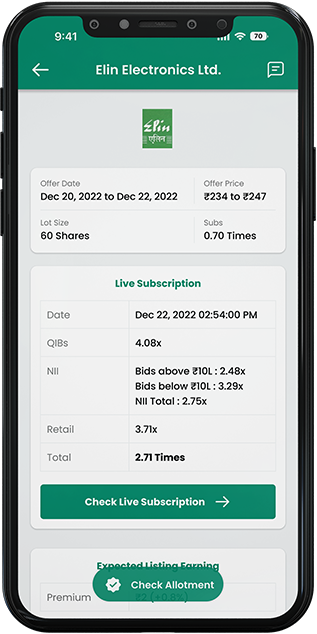 9:41
70
Elin Electronics Ltd.
Elin
एलिन
Offer Date
Dec 20, 2022 to Dec 22, 2022
Offer Price
₹234 to ₹247
Lot Size
60 Shares
Subs
0.70 Times
Live Subscription
Date
Dec 22, 2022 02:54:00 PM
QIBs
4.08x
NII
Bids above ₹10L : 2.48x
Bids below ₹10L : 3.29x
NII Total : 2.75x
Retail
3.71x
Total
2.71 Times
Check Live Subscription
Expected Listing Earning
Check Allotment
Premium
₹2 (+0.8%)